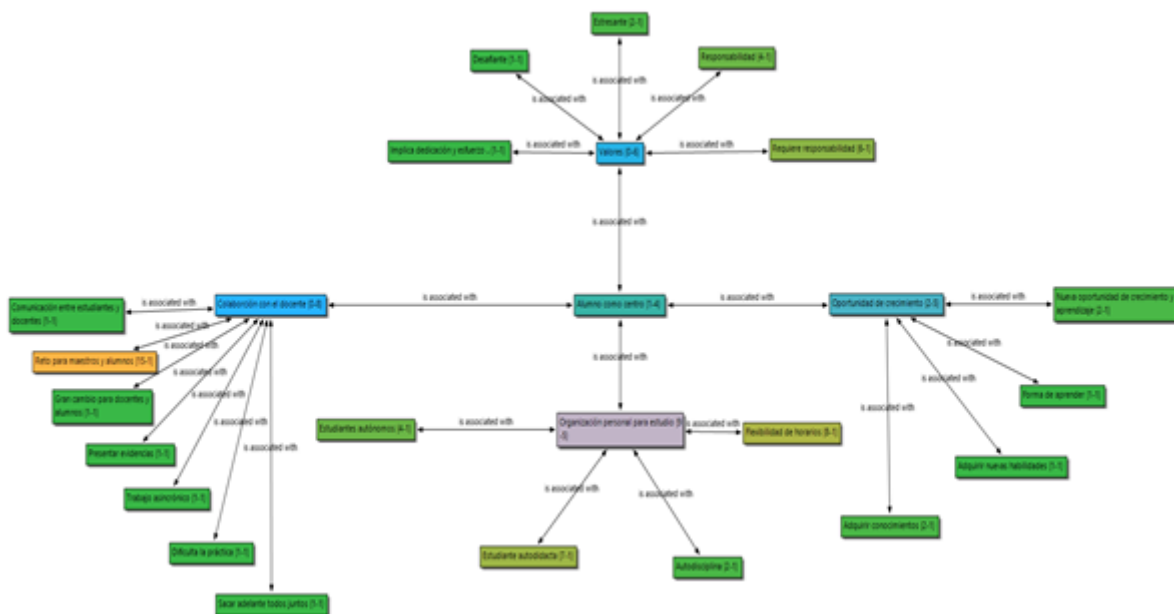 Estresante [2-1]
Desafiante [1-1]
Responsabilidad [4-1]
is associated with
is associated with
is associated with
Implica dedicación y esfuerzo ...[1-1]
is associated with
Valores [0-6]
is associated with
Requiere responsabilidad [6-1]
is associated with
Comunicación entre estudiantes y
docentes [1-1]
is associated with
Colaborción con el docente [0-8]
is associated with
Alumno como centro [1-4]
is associated with
Oportunidad de crecimiento [2-5]
is associated with
Nueva oportunidad de crecimiento y
aprendizaje [2-1]
is associated with
Reto para maestros y alumnos [15-1]
is associated with
Gran cambio para docentes y
alumnos [1-1]
is associated with
is associated with
is associated with
is associated with
is associated with
Presentar evidencias [1-1]
Trabajo asincrónico [1-1]
Dificulta la práctica [1-1]
Sacar adelante todos juntos [1-1]
is associated with
Estudiantes autónomos [4-1]
is associated with
Organización personal para estudio
is associated with
Flexibilidad de horarios
is associated with
is associated with
Estudiante autodidacta [7-1]
Autodisciplina [2-1]
is associated with
is associated with
is associated with
Forma de aprender [1-1]
Adquirir nuevas habilidades [1-1]
Adquirir conocimientos [2-1]